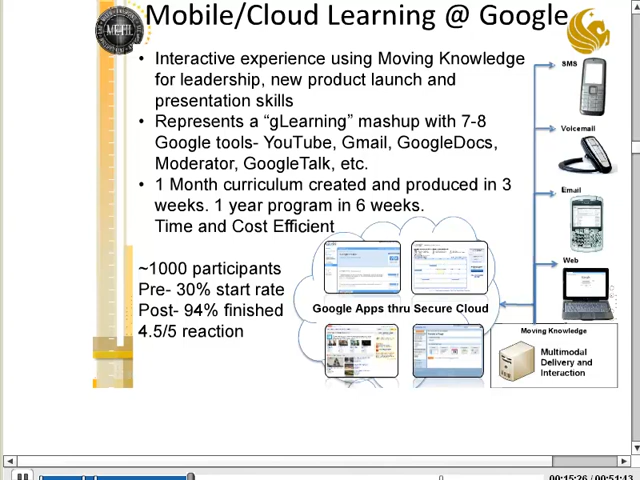 Mobile/Cloud Learning @ Google
• Interactive experience using Moving Knowledge
for leadership, new product launch and
presentation skills
• Represents a “gLearning” mashup with 7-8
Google tools- YouTube, Gmail, GoogleDocs,
Moderator, GoogleTalk, etc.
• 1 Month curriculum created and produced in 3
weeks. 1 year program in 6 weeks.
Time and Cost Efficient
~1000 participants
Pre- 30% start rate
Post- 94% finished
4.5/5 reaction
SMS
Voicemail
Email
Web
Google Apps thru Secure Cloud
Moving Knowledge
Multimodal
Delivery and
Interaction
00:15:26 / 00:51:43